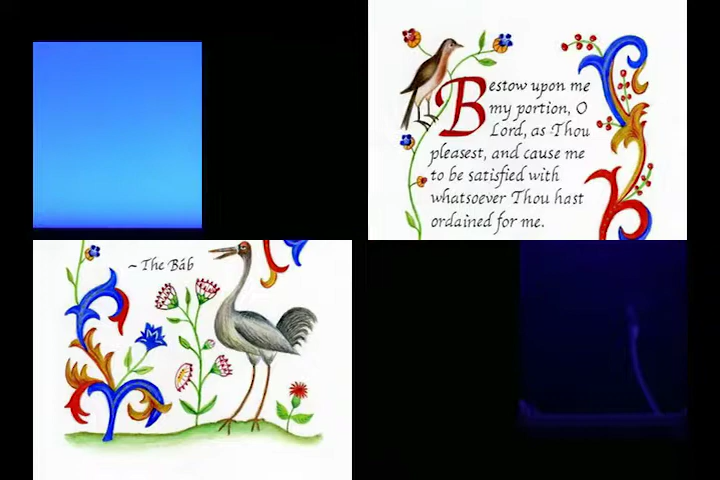 Bestow upon me
my portion, O
Lord, as Thou
pleasest, and cause me
to be satisfied with
whatsoever Thou hast
ordained for me.
~ The Báb